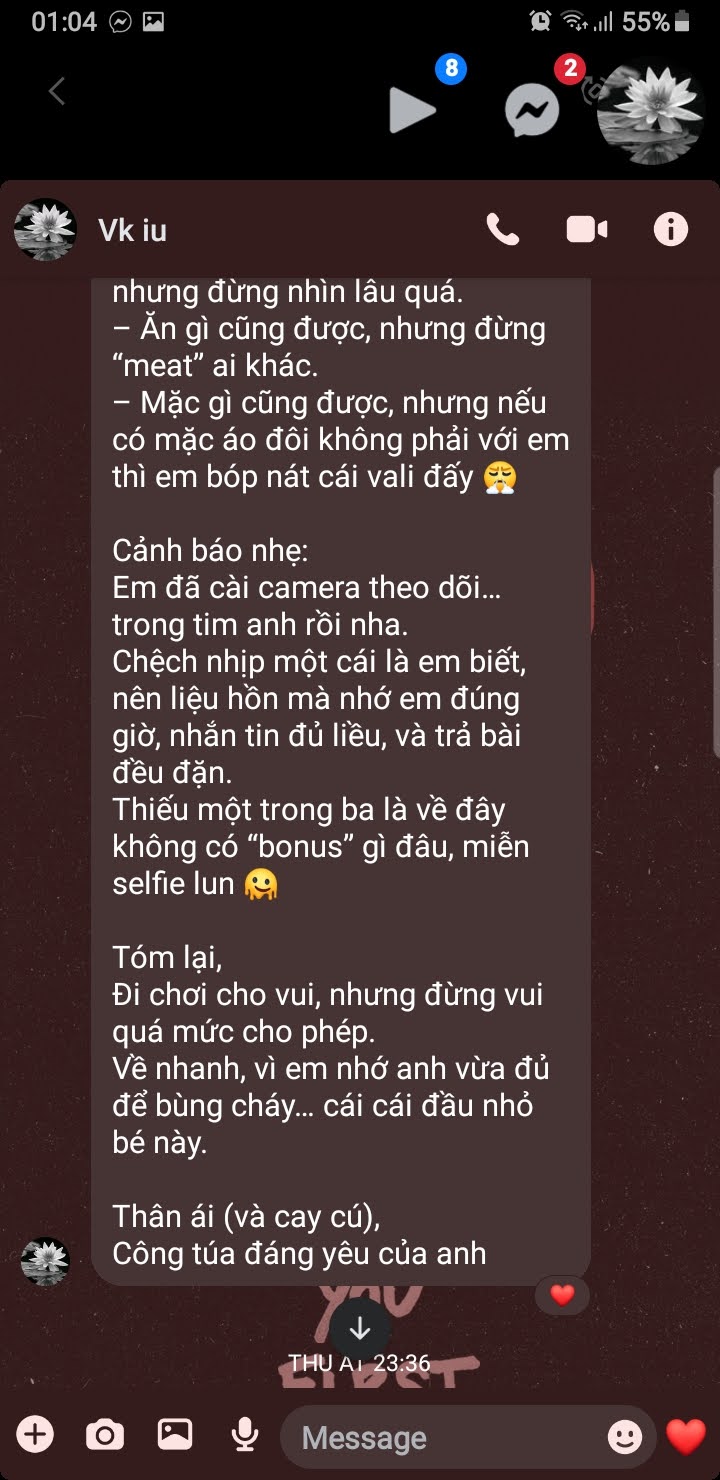 01:04
55%
8
2
Vk iu
nhưng đừng nhìn lâu quá.
– Ăn gì cũng được, nhưng đừng
“meat” ai khác.
– Mặc gì cũng được, nhưng nếu
có mặc áo đôi không phải với em
thì em bóp nát cái vali đấy 😤
Cảnh báo nhẹ:
Em đã cài camera theo dõi...
trong tim anh rồi nha.
Chệch nhịp một cái là em biết,
nên liệu hồn mà nhớ em đúng
giờ, nhắn tin đủ liều, và trả bài
đều đặn.
Thiếu một trong ba là về đây
không có “bonus” gì đâu, miễn
selfie lun 🫠
Tóm lại,
Đi chơi cho vui, nhưng đừng vui
quá mức cho phép.
Về nhanh, vì em nhớ anh vừa đủ
để bùng cháy... cái cái đầu nhỏ
bé này.
Thân ái (và cay cú),
Công túa đáng yêu của anh
YOU
THU AT 23:36
FIRST
Message